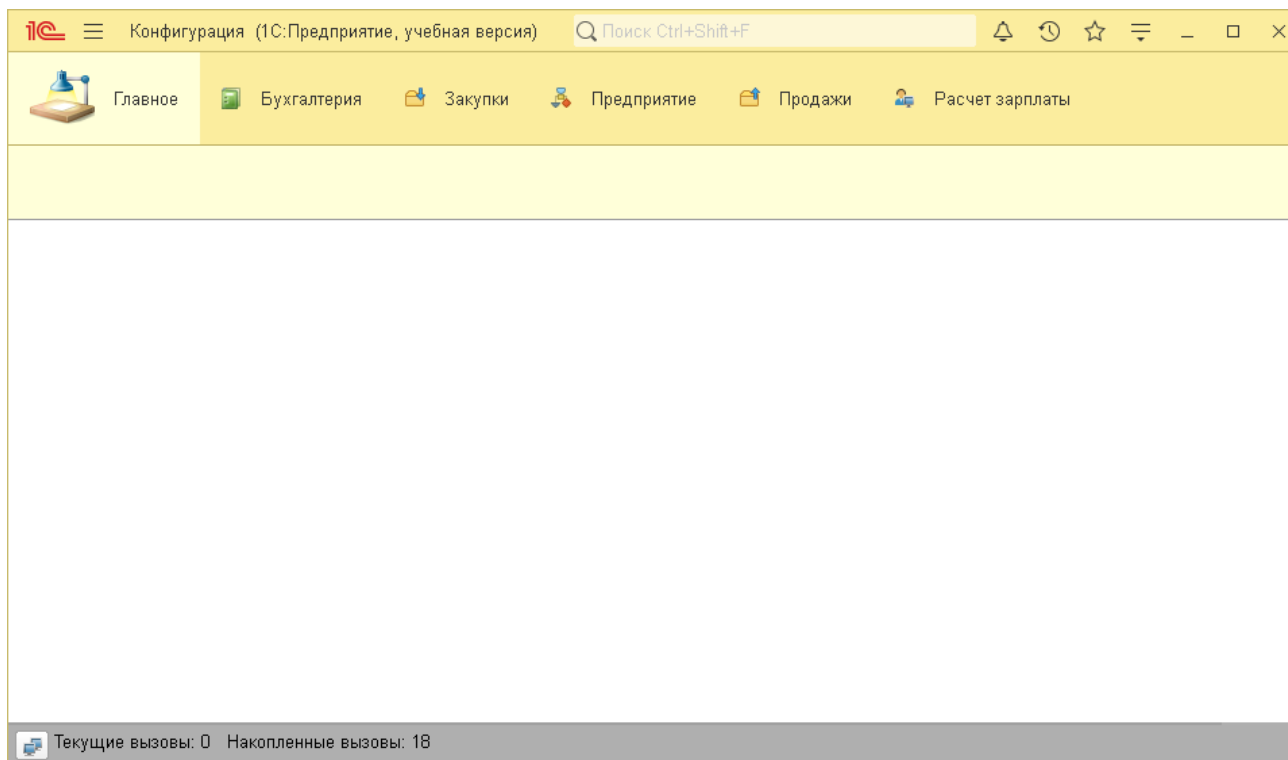 1С Конфигурация (1С:Предприятие, учебная версия) Поиск Ctrl+Shift+F
Главное Бухгалтерия Закупки Предприятие Продажи Расчет зарплаты
Текущие вызовы: 0 Накопленные вызовы: 18